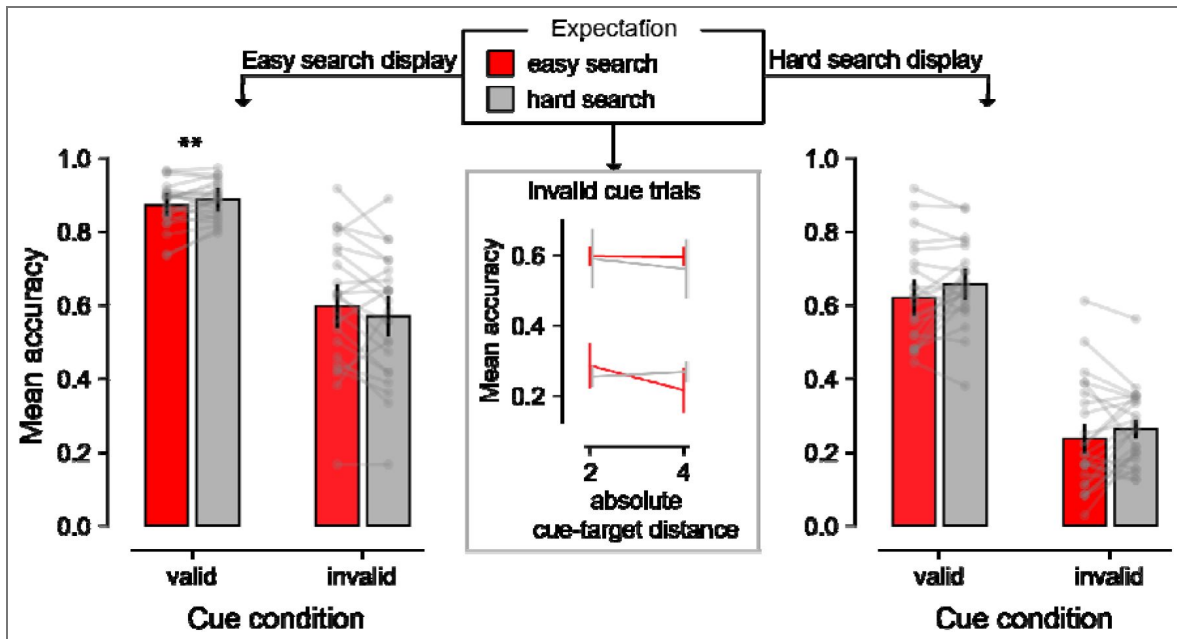 Expectation
easy search
hard search
Easy search display
Hard search display
**
1.0
0.8
0.6
0.4
0.2
0.0
Mean accuracy
valid
invalid
Cue condition
Invalid cue trials
0.6
0.4
0.2
Mean accuracy
2
4
absolute
cue-target distance
1.0
0.8
0.6
0.4
0.2
0.0
valid
invalid
Cue condition